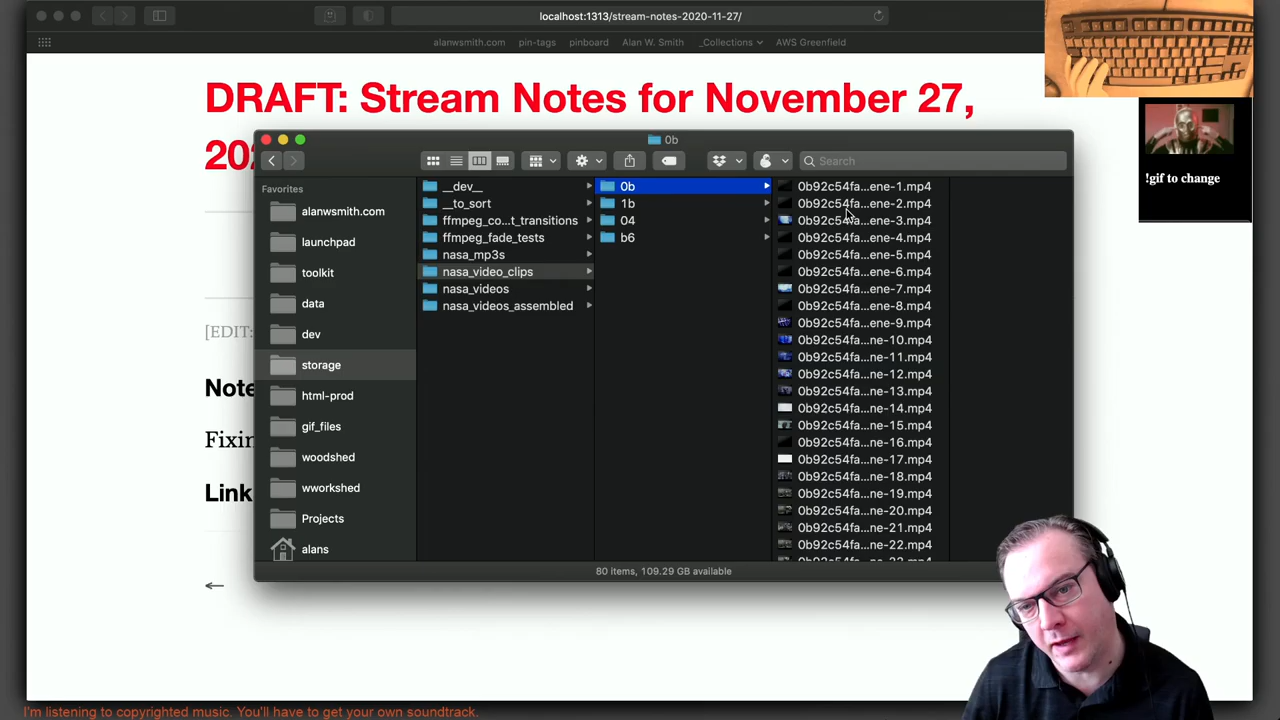 localhost:1313/stream-notes-2020-11-27/
alanwsmith.com pin-tags pinboard Alan W. Smith _Collections AWS Greenfield
DRAFT: Stream Notes for November 27,
202
!gif to change
0b
Search
Favorites
alanwsmith.com
launchpad
toolkit
data
dev
storage
html-prod
gif_files
woodshed
wworkshed
Projects
alans
__dev__
__to_sort
ffmpeg_co...t_transitions
ffmpeg_fade_tests
nasa_mp3s
nasa_video_clips
nasa_videos
nasa_videos_assembled
0b
1b
04
b6
0b92c54fa...ene-1.mp4
0b92c54fa...ene-2.mp4
0b92c54fa...ene-3.mp4
0b92c54fa...ene-4.mp4
0b92c54fa...ene-5.mp4
0b92c54fa...ene-6.mp4
0b92c54fa...ene-7.mp4
0b92c54fa...ene-8.mp4
0b92c54fa...ene-9.mp4
0b92c54fa...ne-10.mp4
0b92c54fa...ne-11.mp4
0b92c54fa...ne-12.mp4
0b92c54fa...ne-13.mp4
0b92c54fa...ne-14.mp4
0b92c54fa...ne-15.mp4
0b92c54fa...ne-16.mp4
0b92c54fa...ne-17.mp4
0b92c54fa...ne-18.mp4
0b92c54fa...ne-19.mp4
0b92c54fa...ne-20.mp4
0b92c54fa...ne-21.mp4
0b92c54fa...ne-22.mp4
80 items, 109.29 GB available
[EDIT:
Note
Fixin
Link
←
I'm listening to copyrighted music. You'll have to get your own soundtrack.